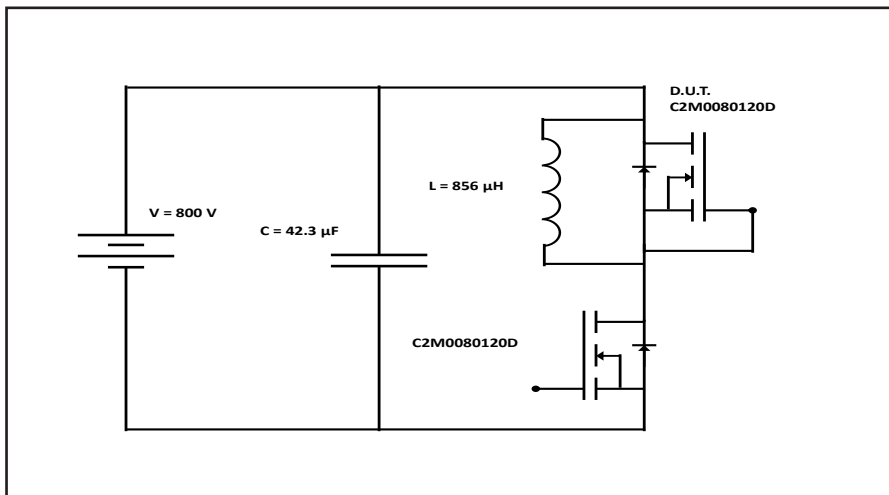 D.U.T.
C2M0080120D
L = 856 μH
V = 800 V
C = 42.3 μF
C2M0080120D